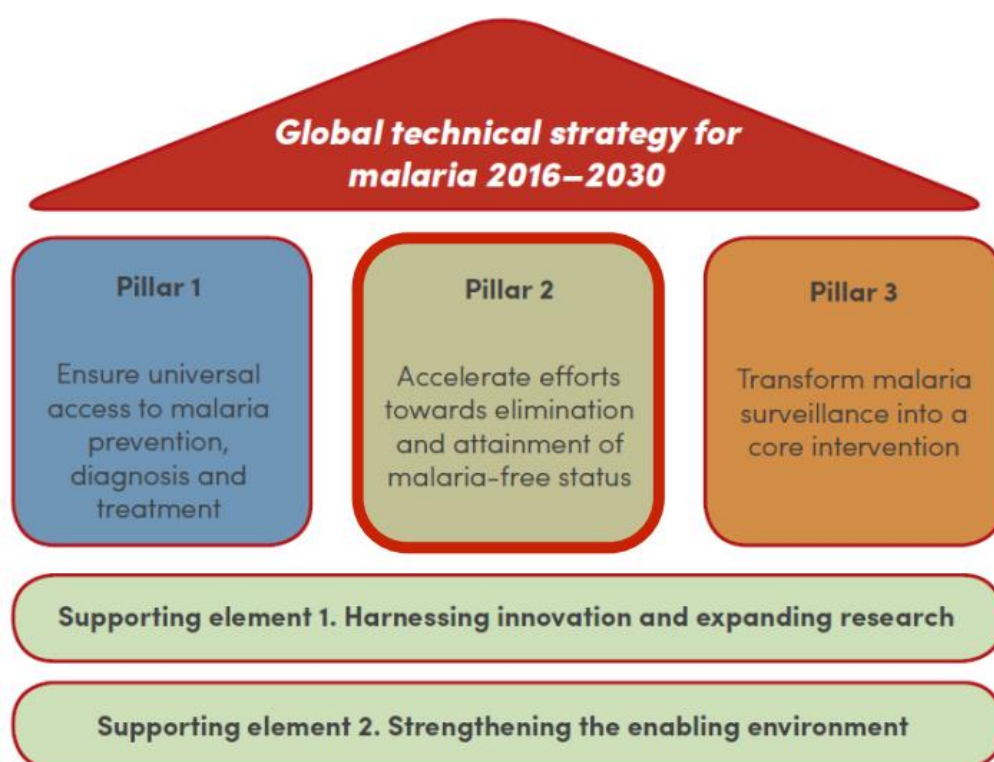 Global technical strategy for
malaria 2016–2030
Pillar 1
Ensure universal
access to malaria
prevention,
diagnosis and
treatment
Pillar 2
Accelerate efforts
towards elimination
and attainment of
malaria-free status
Pillar 3
Transform malaria
surveillance into a
core intervention
Supporting element 1. Harnessing innovation and expanding research
Supporting element 2. Strengthening the enabling environment